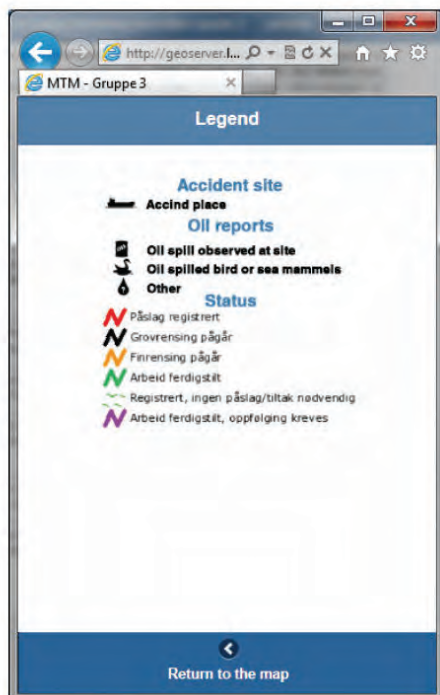 http://geoserver.l...
MTM - Gruppe 3
Legend
Accident site
Accind place
Oil reports
Oil spill observed at site
Oil spilled bird or sea mammels
Other
Status
Påslag registrert
Grovrensing pågår
Finrensing pågår
Arbeid ferdigstilt
Registrert, ingen påslag/tiltak nødvendig
Arbeid ferdigstilt, oppfølging kreves
Return to the map